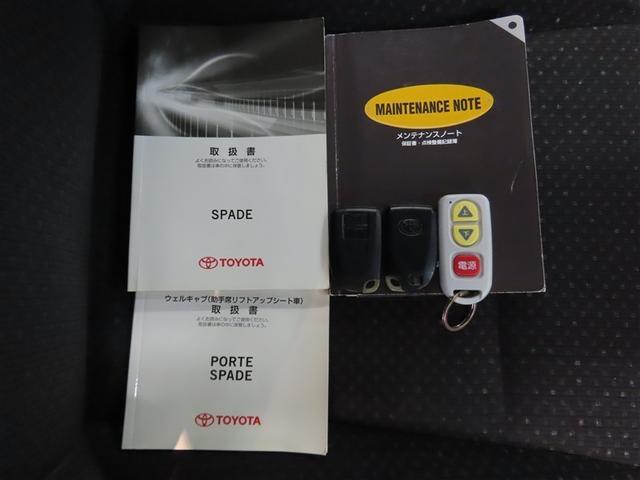 取扱書
よくお読みになってご使用ください。
取扱書は車の中に保管しましょう。
SPADE
TOYOTA
MAINTENANCE NOTE
メンテナンスノート
保証書・点検整備記録簿
上
下
電源
ウェルキャブ(助手席リフトアップシート車)
取扱書
よくお読みになってご使用ください。
取扱書は車の中に保管しましょう。
PORTE
SPADE
TOYOTA